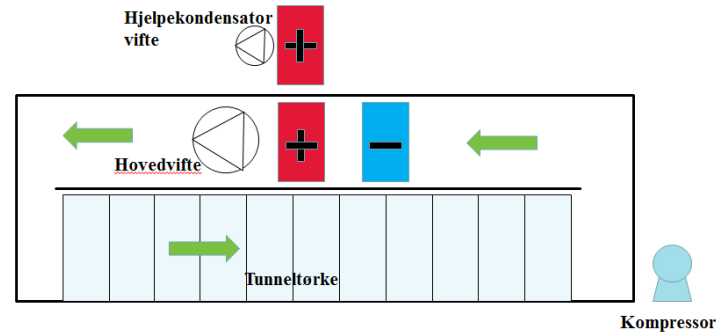 Hjelpekondensator
vifte
Hovedvifte
Tunneltørke
Kompressor